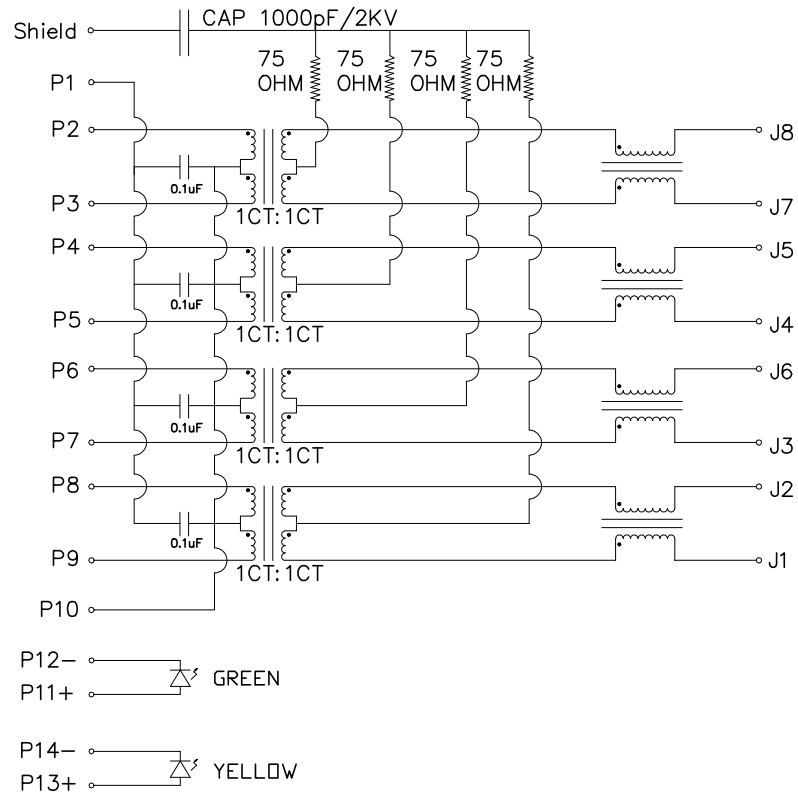 Shield
CAP 1000pF/2KV
75 OHM
75 OHM
75 OHM
75 OHM
P1
P2
J8
0.1uF
P3
J7
1CT:1CT
P4
J5
0.1uF
P5
J4
1CT:1CT
P6
J6
0.1uF
P7
J3
1CT:1CT
P8
J2
0.1uF
P9
J1
1CT:1CT
P10
P12−
GREEN
P11+
P14−
YELLOW
P13+